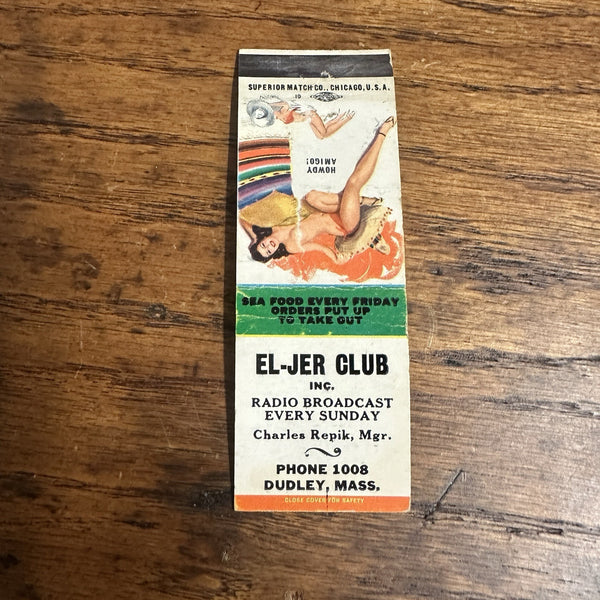 SUPERIOR MATCH CO., CHICAGO, U.S.A.
HOWDY
AMIGO!
SEA FOOD EVERY FRIDAY
ORDERS PUT UP
TO TAKE OUT
EL-JER CLUB
INC.
RADIO BROADCAST
EVERY SUNDAY
Charles Repik, Mgr.
PHONE 1008
DUDLEY, MASS.
CLOSE COVER FOR SAFETY